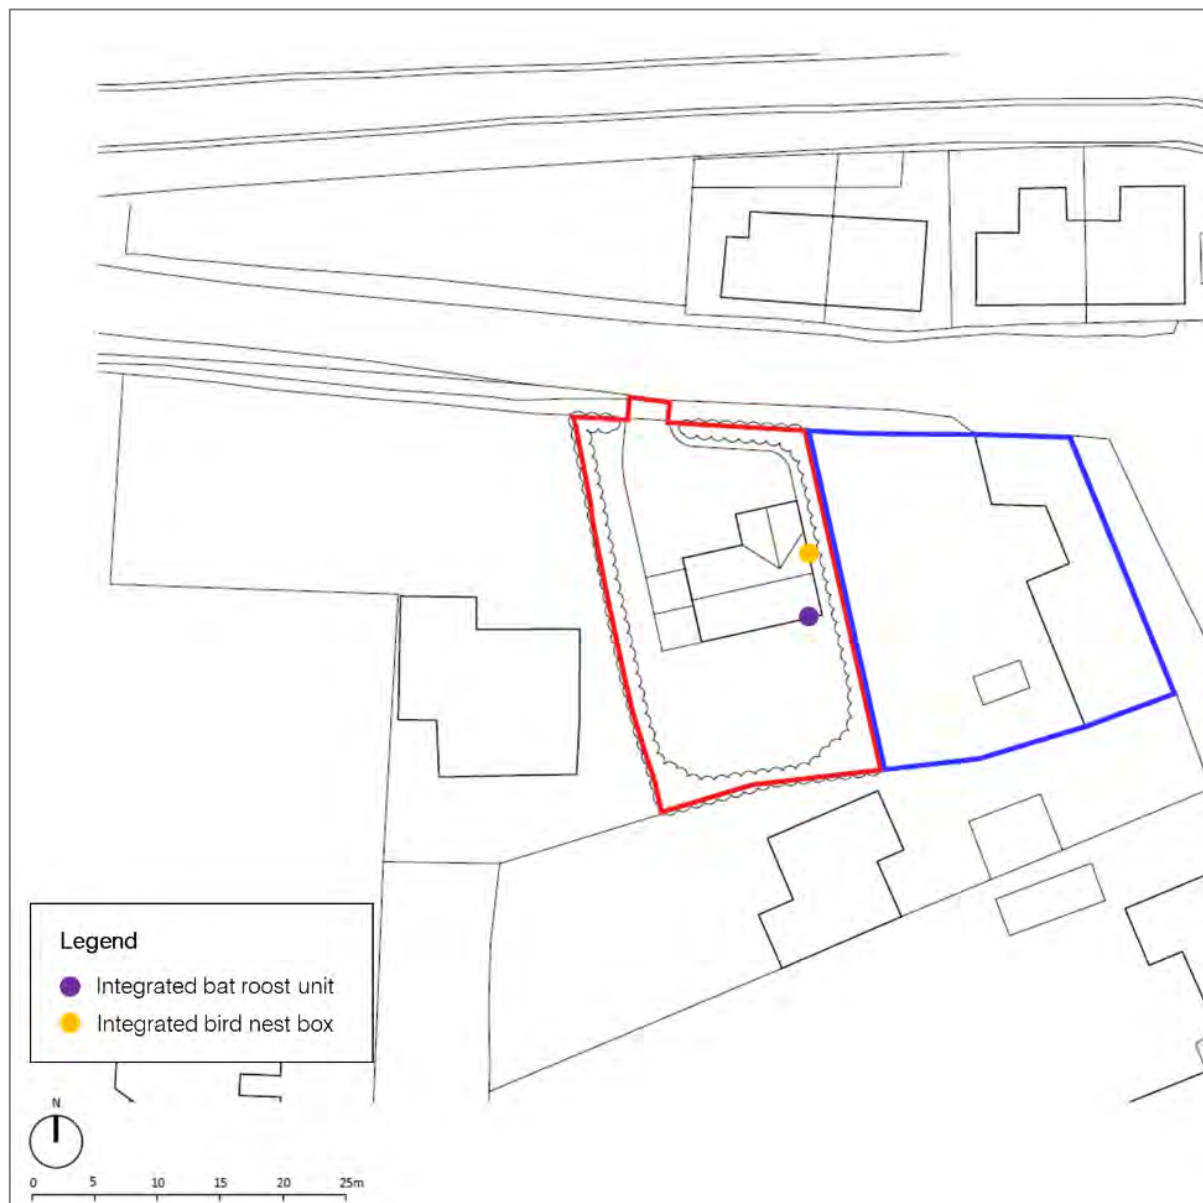 Legend
Integrated bat roost unit
Integrated bird nest box
N
0 5 10 15 20 25m